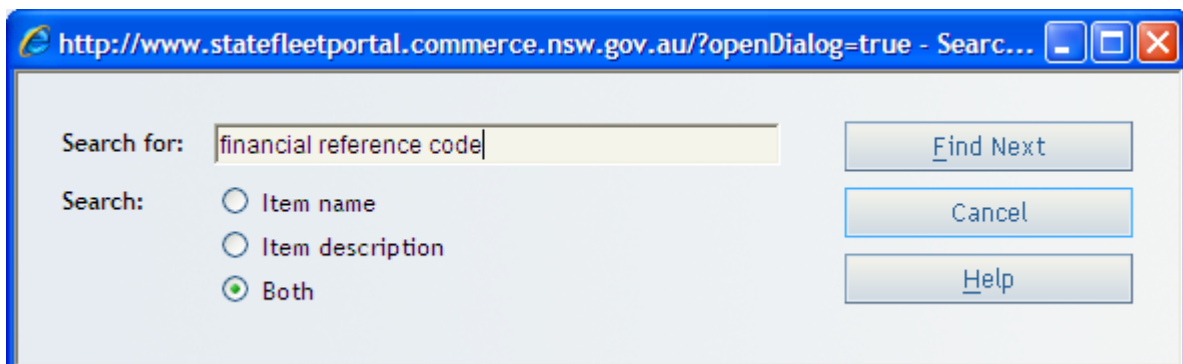 http://www.statefleetportal.commerce.nsw.gov.au/?openDialog=true - Searc...
Search for: financial reference code Find Next
Search: Item name Cancel
Item description
Both Help